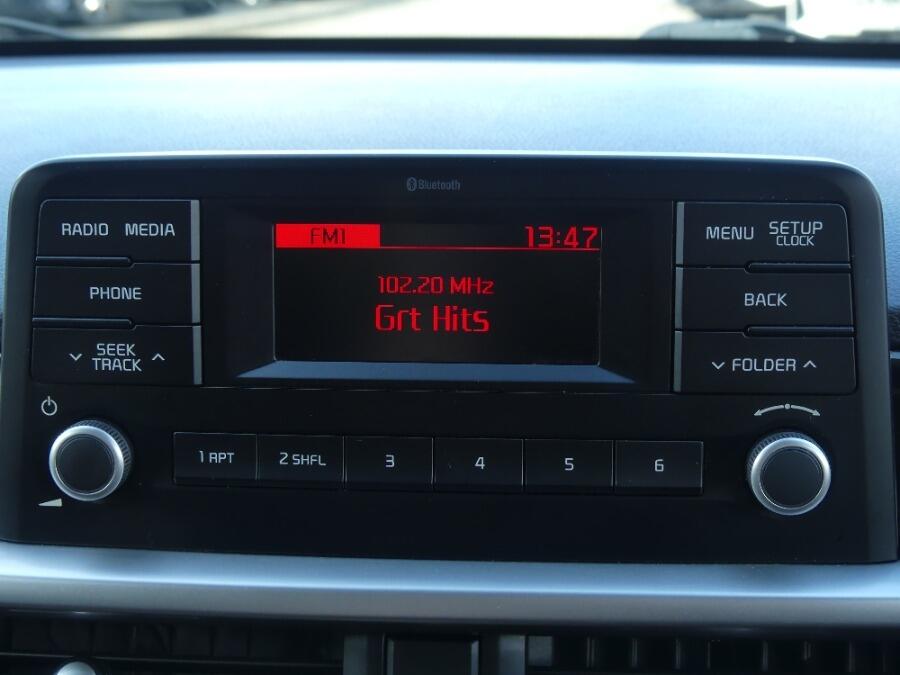 Bluetooth
RADIO MEDIA
PHONE
SEEK
TRACK
FM1 13:47
102.20 MHz
Grt Hits
MENU SETUP
CLOCK
BACK
FOLDER
1 RPT 2 SHFL 3 4 5 6